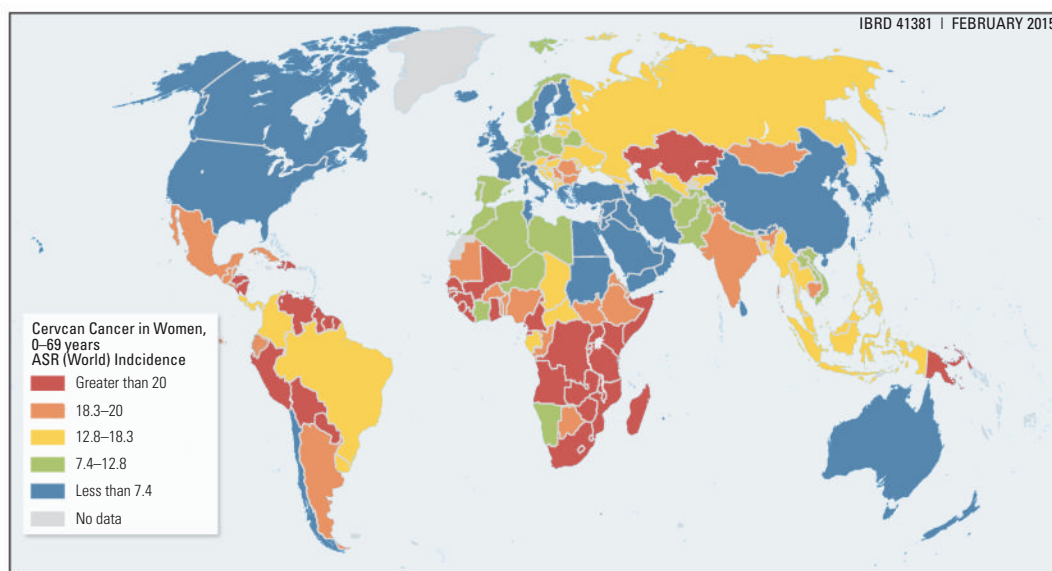 IBRD 41381 | FEBRUARY 2015
Cervcan Cancer in Women,
0–69 years
ASR (World) Indcidence
Greater than 20
18.3–20
12.8–18.3
7.4–12.8
Less than 7.4
No data